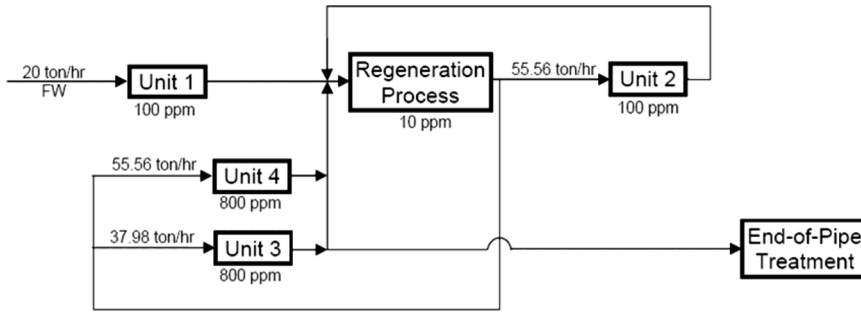 20 ton/hr
FW
Unit 1
100 ppm
Regeneration
Process
10 ppm
55.56 ton/hr
Unit 2
100 ppm
55.56 ton/hr
Unit 4
800 ppm
37.98 ton/hr
Unit 3
800 ppm
End-of-Pipe
Treatment